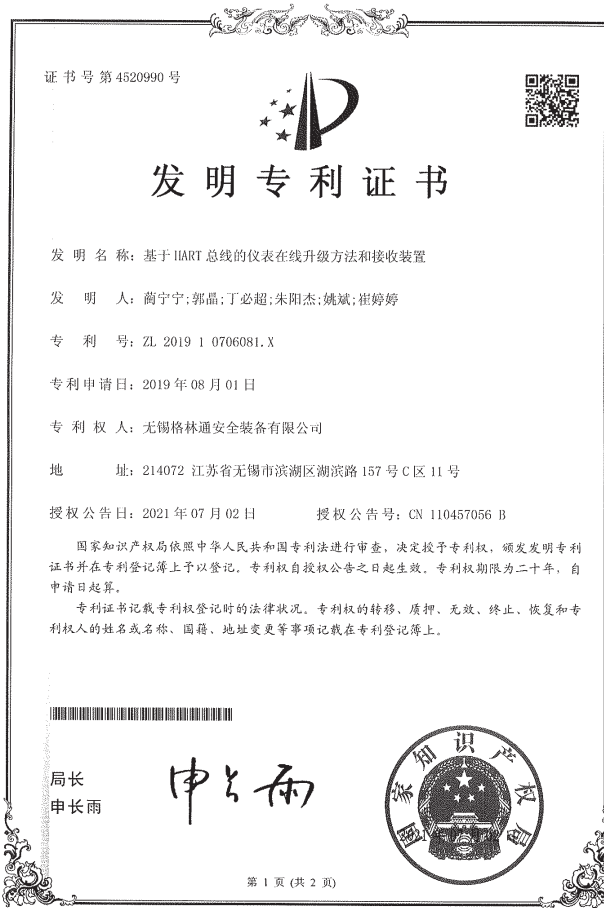 证书号第4520990号
发明专利证书
发明名称：基于HART总线的仪表在线升级方法和接收装置
发明人：蔺宁宁;郭晶;丁必超;朱阳杰;姚斌;崔婷婷
专利号：ZL 2019 1 0706081.X
专利申请日：2019年08月01日
专利权人：无锡格林通安全装备有限公司
地址：214072 江苏省无锡市滨湖区湖滨路157号C区11号
授权公告日：2021年07月02日 授权公告号：CN 110457056 B
国家知识产权局依照中华人民共和国专利法进行审查，决定授予专利权，颁发发明专利
证书并在专利登记簿上予以登记。专利权自授权公告之日起生效。专利权期限为二十年，自
申请日起算。
专利证书记载专利权登记时的法律状况。专利权的转移、质押、无效、终止、恢复和专
利权人的姓名或名称、国籍、地址变更等事项记载在专利登记簿上。
局长
申长雨
申长雨
国家知识产权局
第 1 页 (共 2 页)